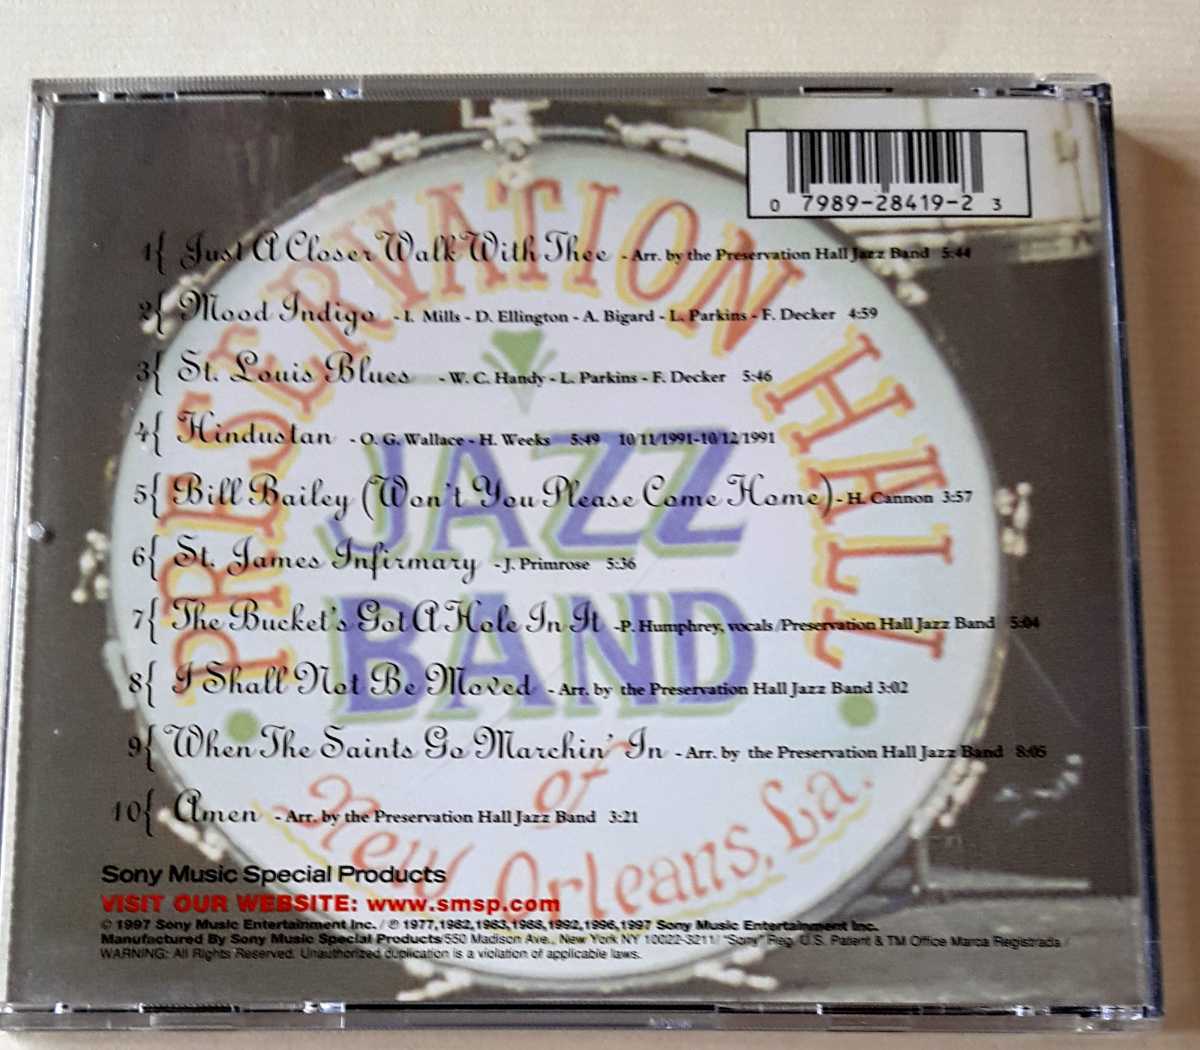 PRESERVATION HALL
JAZZ
BAND
of
New Orleans, La.
0 7989-28419-2 3
1{ Just A Closer Walk With Thee - Arr. by the Preservation Hall Jazz Band 5:44
2{ Mood Indigo - I. Mills - D. Ellington - A. Bigard - L. Parkins - F. Decker 4:59
3{ St. Louis Blues - W. C. Handy - L. Parkins - F. Decker 5:46
4{ Hindustan - O. G. Wallace - H. Weeks 5:49 10/11/1991-10/12/1991
5{ Bill Bailey (Won't You Please Come Home) - H. Cannon 3:57
6{ St. James Infirmary - J. Primrose 5:36
7{ The Bucket's Got A Hole In It -P. Humphrey, vocals/Preservation Hall Jazz Band 5:04
8{ I Shall Not Be Moved - Arr. by the Preservation Hall Jazz Band 3:02
9{ When The Saints Go Marchin' In - Arr. by the Preservation Hall Jazz Band 8:05
10{ Amen - Arr. by the Preservation Hall Jazz Band 3:21
Sony Music Special Products
VISIT OUR WEBSITE: www.smsp.com
© 1997 Sony Music Entertainment Inc. / ℗ 1977,1982,1983,1988,1992,1996,1997 Sony Music Entertainment Inc.
Manufactured By Sony Music Special Products/550 Madison Ave., New York NY 10022-3211/ "Sony" Reg. U.S. Patent & TM Office Marca Registrada /
WARNING: All Rights Reserved. Unauthorized duplication is a violation of applicable laws.